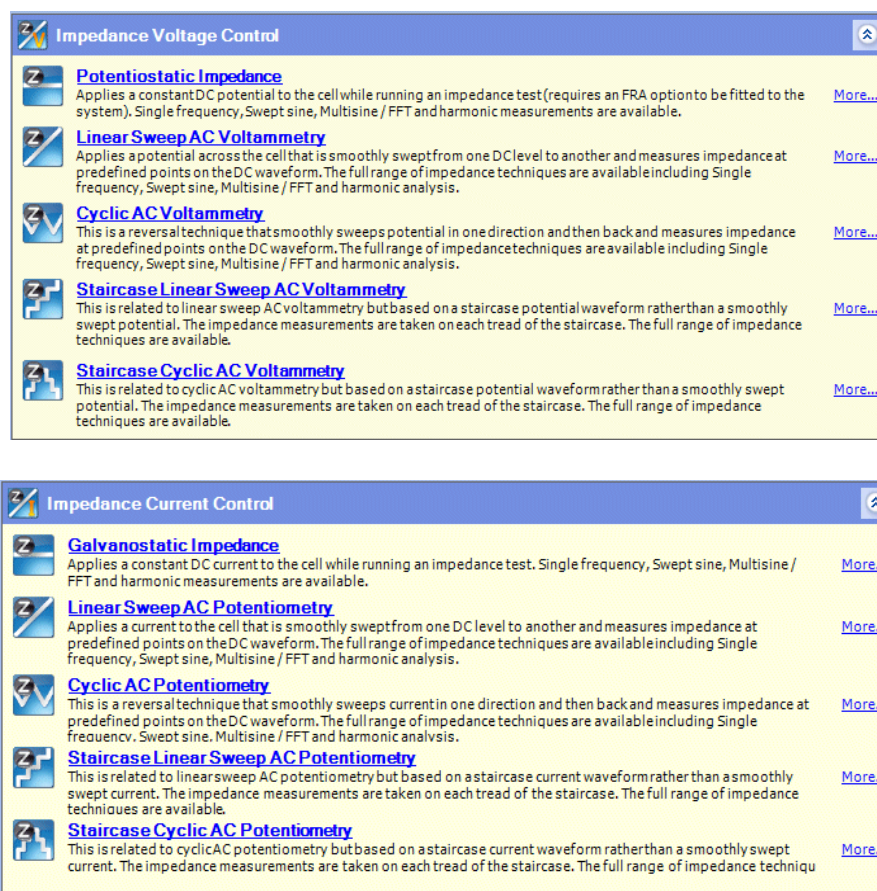 Impedance Voltage Control
Potentiostatic Impedance
Applies a constant DC potential to the cell while running an impedance test (requires an FRA option to be fitted to the
system). Single frequency, Swept sine, Multisine / FFT and harmonic measurements are available.
More...
Linear Sweep AC Voltammetry
Applies a potential across the cell that is smoothly swept from one DC level to another and measures impedance at
predefined points on the DC waveform. The full range of impedance techniques are available including Single
frequency, Swept sine, Multisine / FFT and harmonic analysis.
More...
Cyclic AC Voltammetry
This is a reversal technique that smoothly sweeps potential in one direction and then back and measures impedance
at predefined points on the DC waveform. The full range of impedance techniques are available including Single
frequency, Swept sine, Multisine / FFT and harmonic analysis.
More...
Staircase Linear Sweep AC Voltammetry
This is related to linear sweep AC voltammetry but based on a staircase potential waveform rather than a smoothly
swept potential. The impedance measurements are taken on each tread of the staircase. The full range of impedance
techniques are available.
More...
Staircase Cyclic AC Voltammetry
This is related to cyclic AC voltammetry but based on a staircase potential waveform rather than a smoothly swept
potential. The impedance measurements are taken on each tread of the staircase. The full range of impedance
techniques are available.
More...
Impedance Current Control
Galvanostatic Impedance
Applies a constant DC current to the cell while running an impedance test. Single frequency, Swept sine, Multisine /
FFT and harmonic measurements are available.
More.
Linear Sweep AC Potentiometry
Applies a current to the cell that is smoothly swept from one DC level to another and measures impedance at
predefined points on the DC waveform. The full range of impedance techniques are available including Single
frequency, Swept sine, Multisine / FFT and harmonic analysis.
More.
Cyclic AC Potentiometry
This is a reversal technique that smoothly sweeps current in one direction and then back and measures impedance at
predefined points on the DC waveform. The full range of impedance techniques are available including Single
frequency, Swept sine, Multisine / FFT and harmonic analysis.
More.
Staircase Linear Sweep AC Potentiometry
This is related to linear sweep AC potentiometry but based on a staircase current waveform rather than a smoothly
swept current. The impedance measurements are taken on each tread of the staircase. The full range of impedance
techniques are available.
More.
Staircase Cyclic AC Potentiometry
This is related to cyclic AC potentiometry but based on a staircase current waveform rather than a smoothly swept
current. The impedance measurements are taken on each tread of the staircase. The full range of impedance techniqu
More.